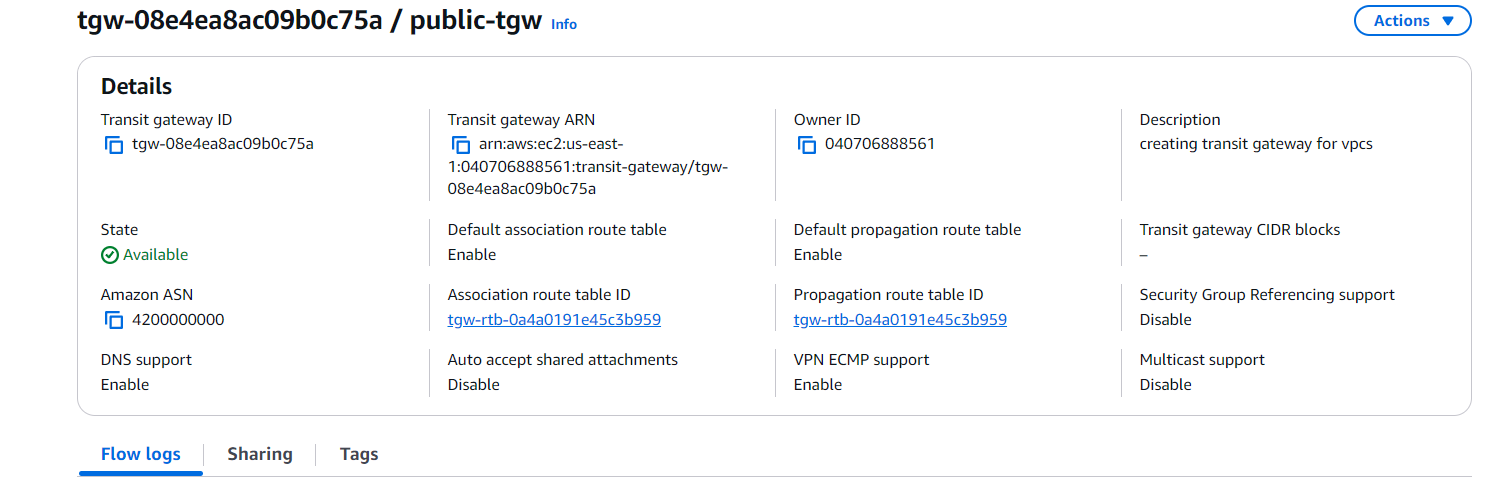 tgw-08e4ea8ac09b0c75a / public-tgw Info
Actions
Details
Transit gateway ID
tgw-08e4ea8ac09b0c75a
Transit gateway ARN
arn:aws:ec2:us-east-
1:040706888561:transit-gateway/tgw-
08e4ea8ac09b0c75a
Owner ID
040706888561
Description
creating transit gateway for vpcs
State
Available
Default association route table
Enable
Default propagation route table
Enable
Transit gateway CIDR blocks
–
Amazon ASN
4200000000
Association route table ID
tgw-rtb-0a4a0191e45c3b959
Propagation route table ID
tgw-rtb-0a4a0191e45c3b959
Security Group Referencing support
Disable
DNS support
Enable
Auto accept shared attachments
Disable
VPN ECMP support
Enable
Multicast support
Disable
Flow logs
Sharing
Tags